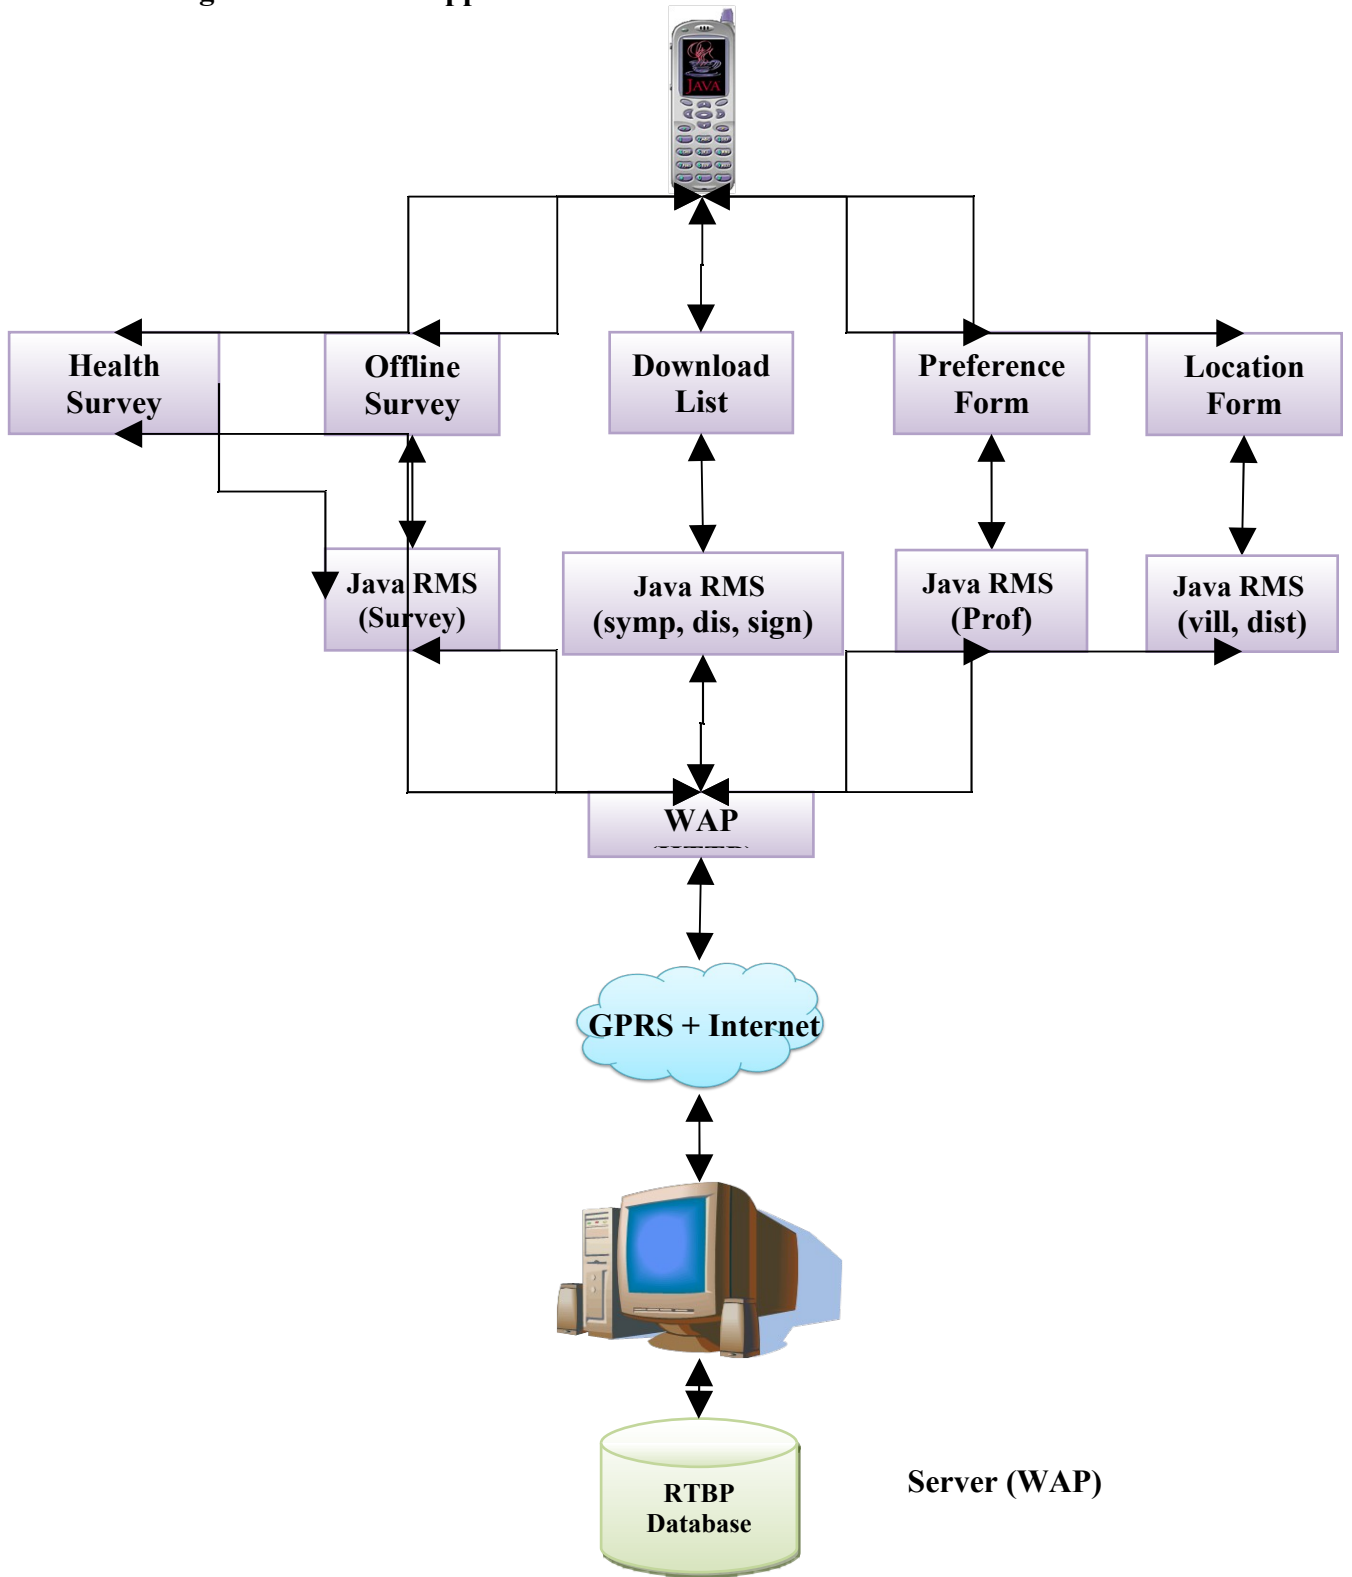 JAVA
Health
Survey
Offline
Survey
Download
List
Preference
Form
Location
Form
Java RMS
(Survey)
Java RMS
(symp, dis, sign)
Java RMS
(Prof)
Java RMS
(vill, dist)
WAP
GPRS + Internet
RTBP
Database
Server (WAP)